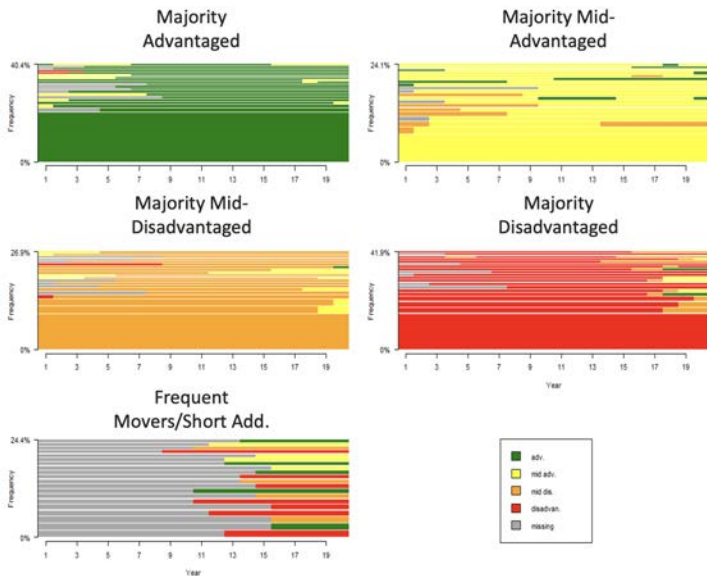 Majority
Advantaged
40.4%
Frequency
0%
1 3 5 7 9 11 13 15 17 19
Majority Mid-
Advantaged
24.1%
Frequency
0%
1 3 5 7 9 11 13 15 17 19
Majority Mid-
Disadvantaged
26.9%
Frequency
0%
1 3 5 7 9 11 13 15 17 19
Majority
Disadvantaged
41.9%
Frequency
0%
1 3 5 7 9 11 13 15 17 19
Year
Frequent
Movers/Short Add.
24.4%
Frequency
0%
1 3 5 7 9 11 13 15 17 19
Year
adv.
mid adv.
mid dis.
disadvan.
missing